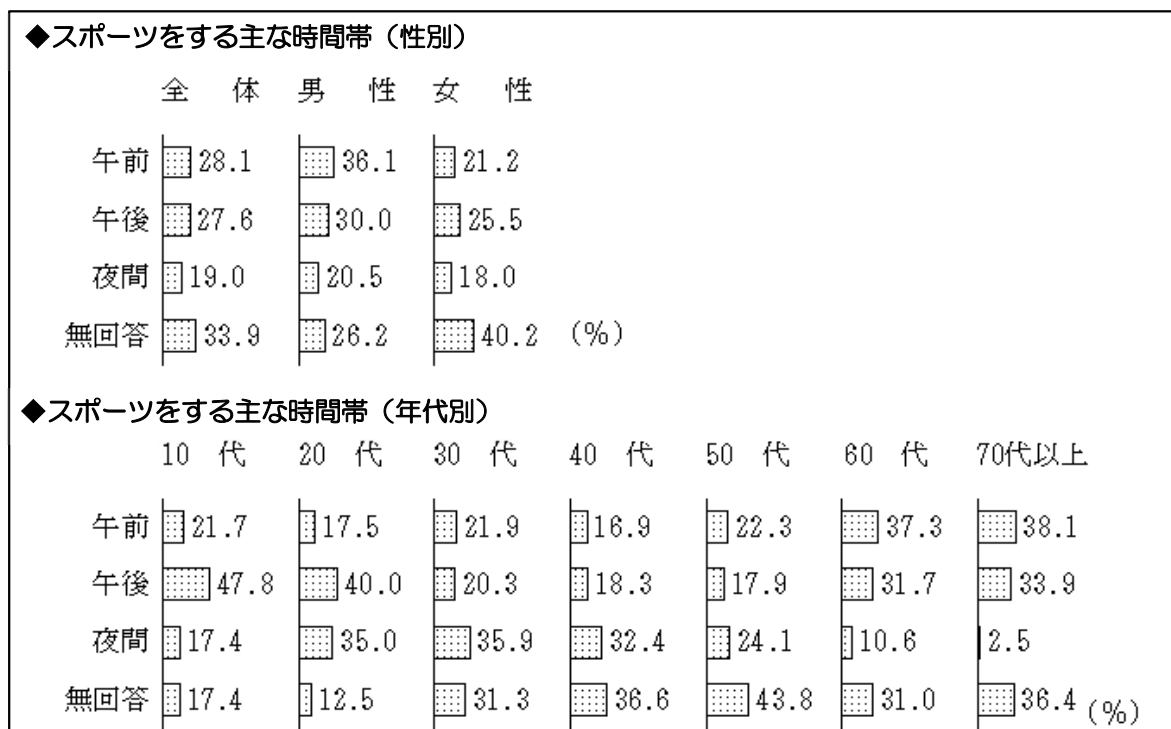 ◆スポーツをする主な時間帯（性別）
全 体 男 性 女 性
午前 28.1 36.1 21.2
午後 27.6 30.0 25.5
夜間 19.0 20.5 18.0
無回答 33.9 26.2 40.2 (%)
◆スポーツをする主な時間帯（年代別）
10 代 20 代 30 代 40 代 50 代 60 代 70代以上
午前 21.7 17.5 21.9 16.9 22.3 37.3 38.1
午後 47.8 40.0 20.3 18.3 17.9 31.7 33.9
夜間 17.4 35.0 35.9 32.4 24.1 10.6 2.5
無回答 17.4 12.5 31.3 36.6 43.8 31.0 36.4 (%)